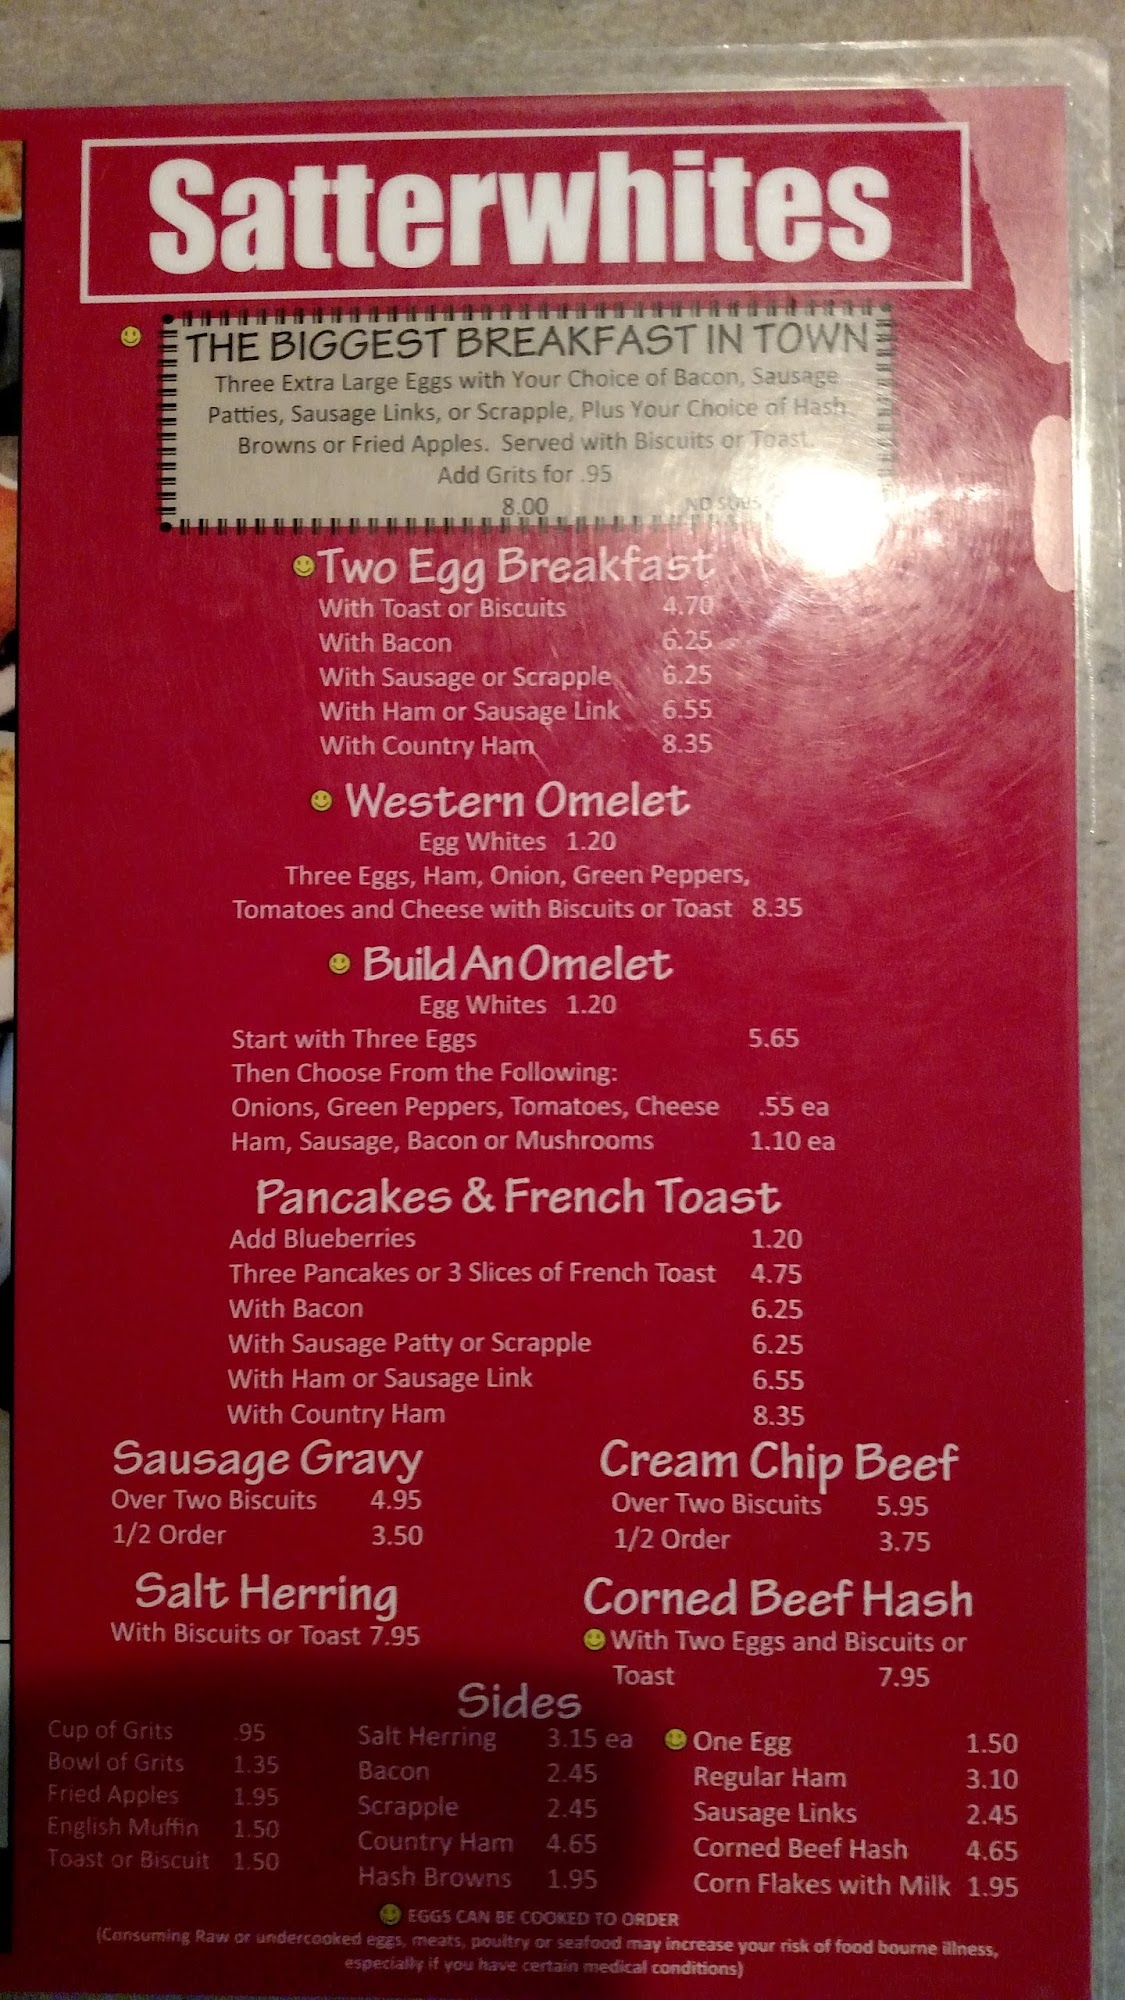 Satterwhites
THE BIGGEST BREAKFAST IN TOWN
Three Extra Large Eggs with Your Choice of Bacon, Sausage
Patties, Sausage Links, or Scrapple, Plus Your Choice of Hash
Browns or Fried Apples. Served with Biscuits or Toast.
Add Grits for .95
8.00 NO SUBS
Two Egg Breakfast
With Toast or Biscuits 4.70
With Bacon 6.25
With Sausage or Scrapple 6.25
With Ham or Sausage Link 6.55
With Country Ham 8.35
Western Omelet
Egg Whites 1.20
Three Eggs, Ham, Onion, Green Peppers,
Tomatoes and Cheese with Biscuits or Toast 8.35
Build An Omelet
Egg Whites 1.20
Start with Three Eggs 5.65
Then Choose From the Following:
Onions, Green Peppers, Tomatoes, Cheese .55 ea
Ham, Sausage, Bacon or Mushrooms 1.10 ea
Pancakes & French Toast
Add Blueberries 1.20
Three Pancakes or 3 Slices of French Toast 4.75
With Bacon 6.25
With Sausage Patty or Scrapple 6.25
With Ham or Sausage Link 6.55
With Country Ham 8.35
Sausage Gravy
Over Two Biscuits 4.95
1/2 Order 3.50
Cream Chip Beef
Over Two Biscuits 5.95
1/2 Order 3.75
Salt Herring
With Biscuits or Toast 7.95
Corned Beef Hash
With Two Eggs and Biscuits or
Toast 7.95
Sides
Cup of Grits .95
Bowl of Grits 1.35
Fried Apples 1.95
English Muffin 1.50
Toast or Biscuit 1.50
Salt Herring 3.15 ea
Bacon 2.45
Scrapple 2.45
Country Ham 4.65
Hash Browns 1.95
One Egg 1.50
Regular Ham 3.10
Sausage Links 2.45
Corned Beef Hash 4.65
Corn Flakes with Milk 1.95
EGGS CAN BE COOKED TO ORDER
(Consuming Raw or undercooked eggs, meats, poultry or seafood may increase your risk of food bourne illness,
especially if you have certain medical conditions)